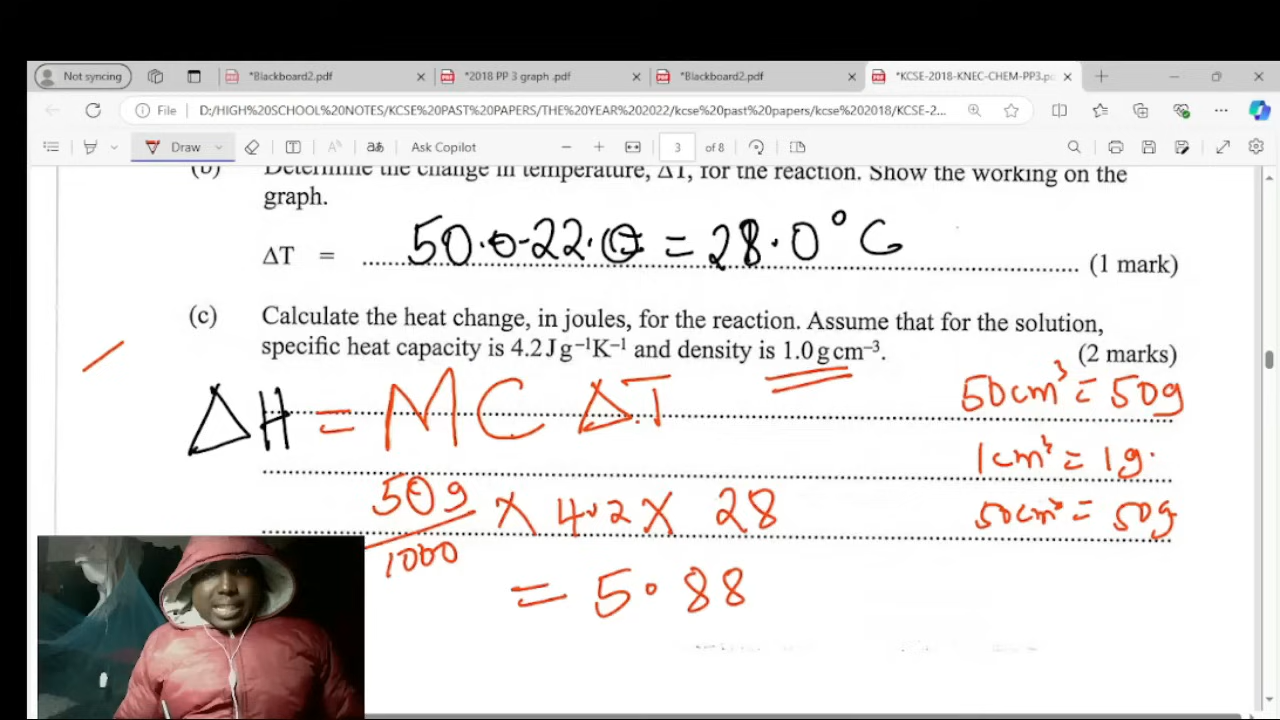 Not syncing
*Blackboard2.pdf
*2018 PP 3 graph .pdf
*Blackboard2.pdf
*KCSE-2018-KNEC-CHEM-PP3.p
File
D:/HIGH%20SCHOOL%20NOTES/KCSE%20PAST%20PAPERS/THE%20YEAR%202022/kcse%20past%20papers/kcse%202018/KCSE-2...
Draw
Ask Copilot
3 of 8
(b) Determine the change in temperature, ΔT, for the reaction. Show the working on the
graph.
ΔT = 50.0-22.0 = 28.0°C (1 mark)
(c) Calculate the heat change, in joules, for the reaction. Assume that for the solution,
specific heat capacity is 4.2 J g⁻¹K⁻¹ and density is 1.0 g cm⁻³. (2 marks)
ΔH = MC ΔT
50cm³ = 50g
1cm³ = 1g.
50g/1000 × 4.2 × 28
50cm³ = 50g
= 5.88